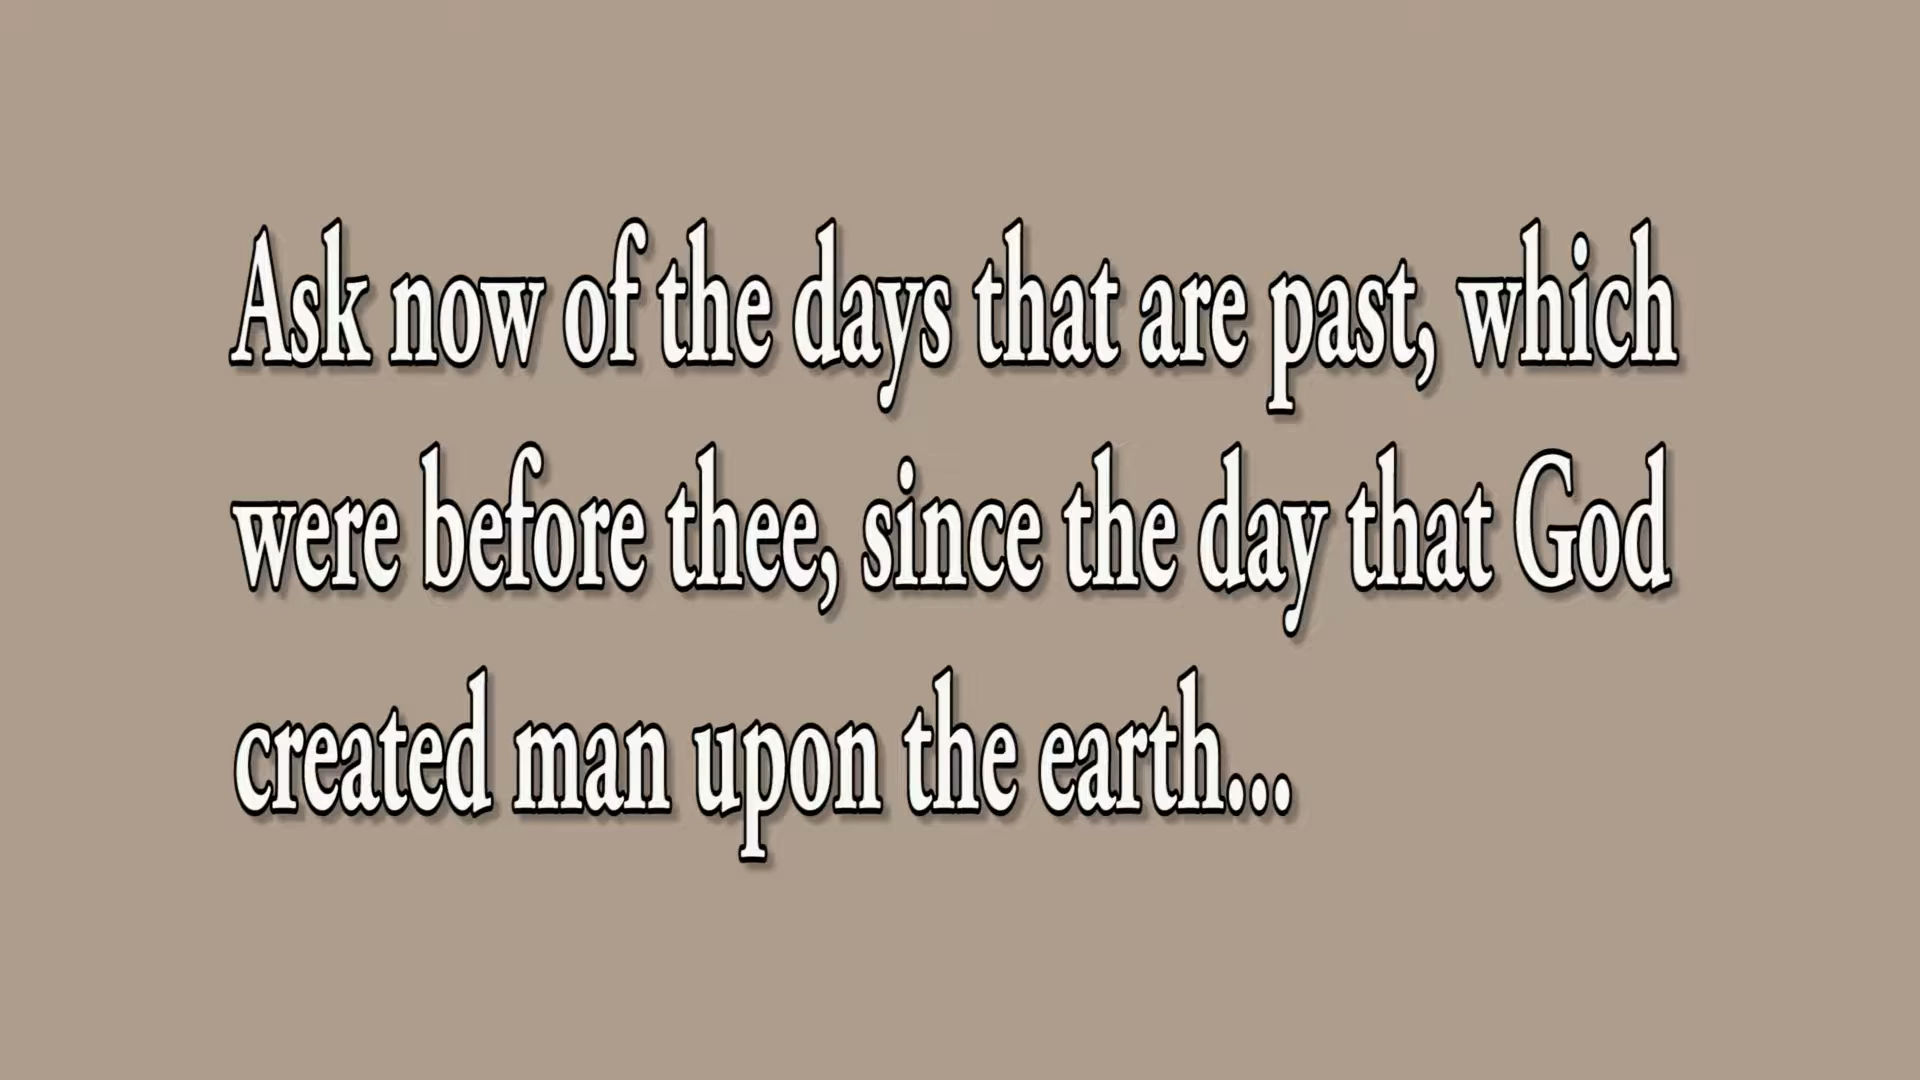 Ask now of the days that are past, which
were before thee, since the day that God
created man upon the earth...